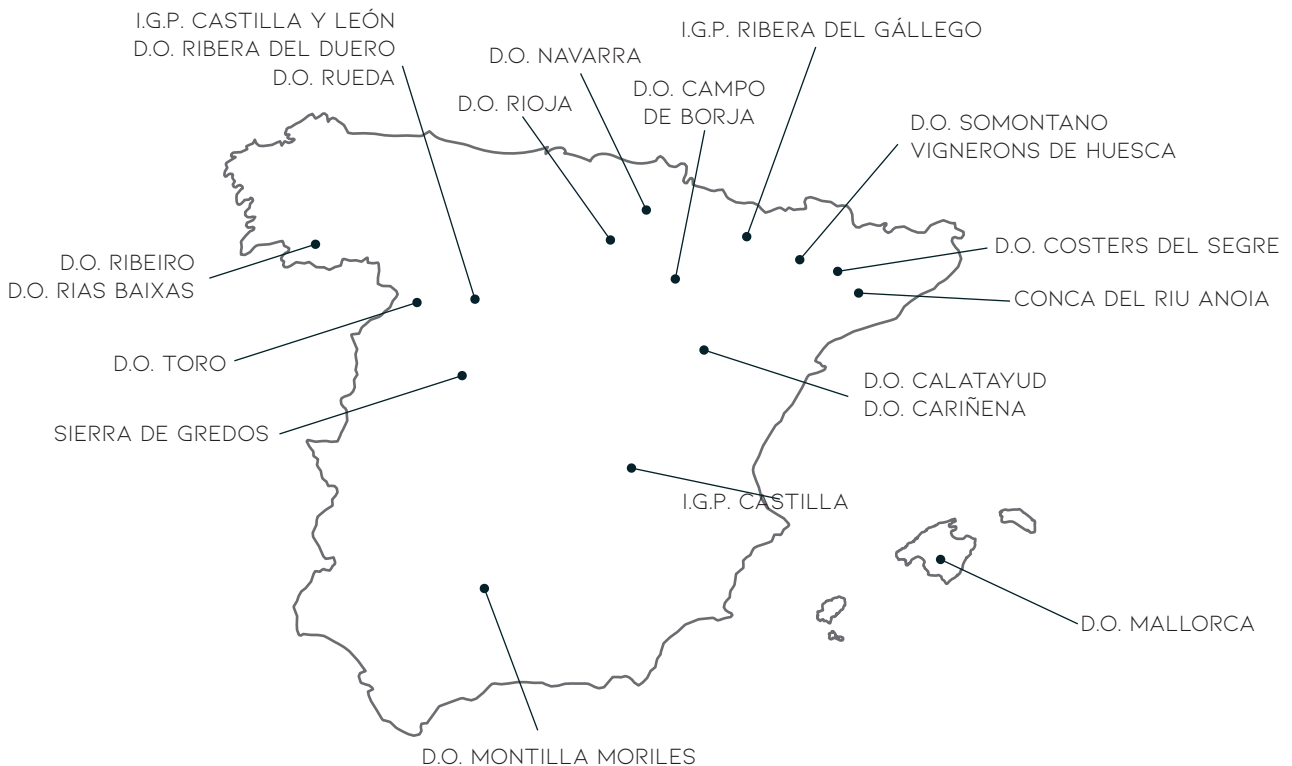 I.G.P. CASTILLA Y LEÓN
D.O. RIBERA DEL DUERO
D.O. RUEDA
D.O. NAVARRA
I.G.P. RIBERA DEL GÁLLEGO
D.O. RIOJA
D.O. CAMPO
DE BORJA
D.O. SOMONTANO
VIGNERONS DE HUESCA
D.O. RIBEIRO
D.O. RIAS BAIXAS
D.O. COSTERS DEL SEGRE
CONCA DEL RIU ANOIA
D.O. TORO
D.O. CALATAYUD
D.O. CARIÑENA
SIERRA DE GREDOS
I.G.P. CASTILLA
D.O. MALLORCA
D.O. MONTILLA MORILES